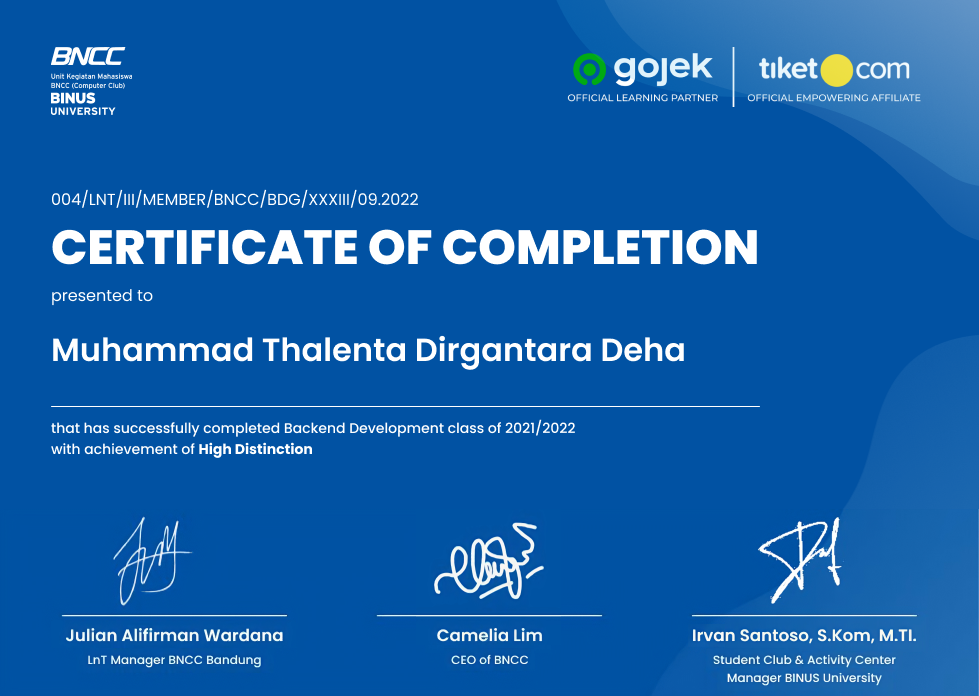 BNCC
Unit Kegiatan Mahasiswa
BNCC (Computer Club)
BINUS
UNIVERSITY
gojek
OFFICIAL LEARNING PARTNER
tiket com
OFFICIAL EMPOWERING AFFILIATE
004/LNT/III/MEMBER/BNCC/BDG/XXXIII/09.2022
CERTIFICATE OF COMPLETION
presented to
Muhammad Thalenta Dirgantara Deha
that has successfully completed Backend Development class of 2021/2022
with achievement of High Distinction
Julian Alifirman Wardana
LnT Manager BNCC Bandung
Camelia Lim
CEO of BNCC
Irvan Santoso, S.Kom, M.TI.
Student Club & Activity Center
Manager BINUS University